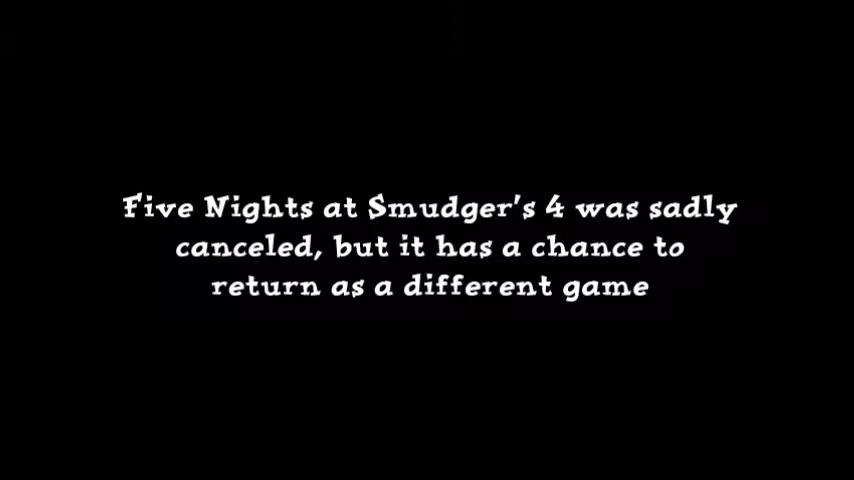 Five Nights at Smudger's 4 was sadly
canceled, but it has a chance to
return as a different game